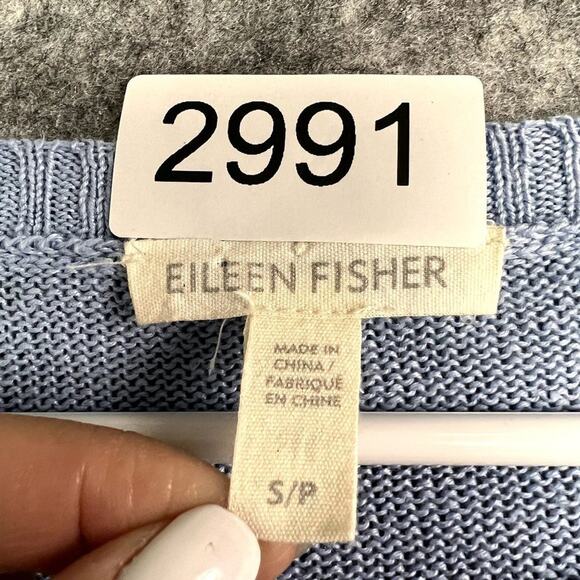 2991
EILEEN FISHER
MADE IN
CHINA/
FABRIQUÉ
EN CHINE
S/P